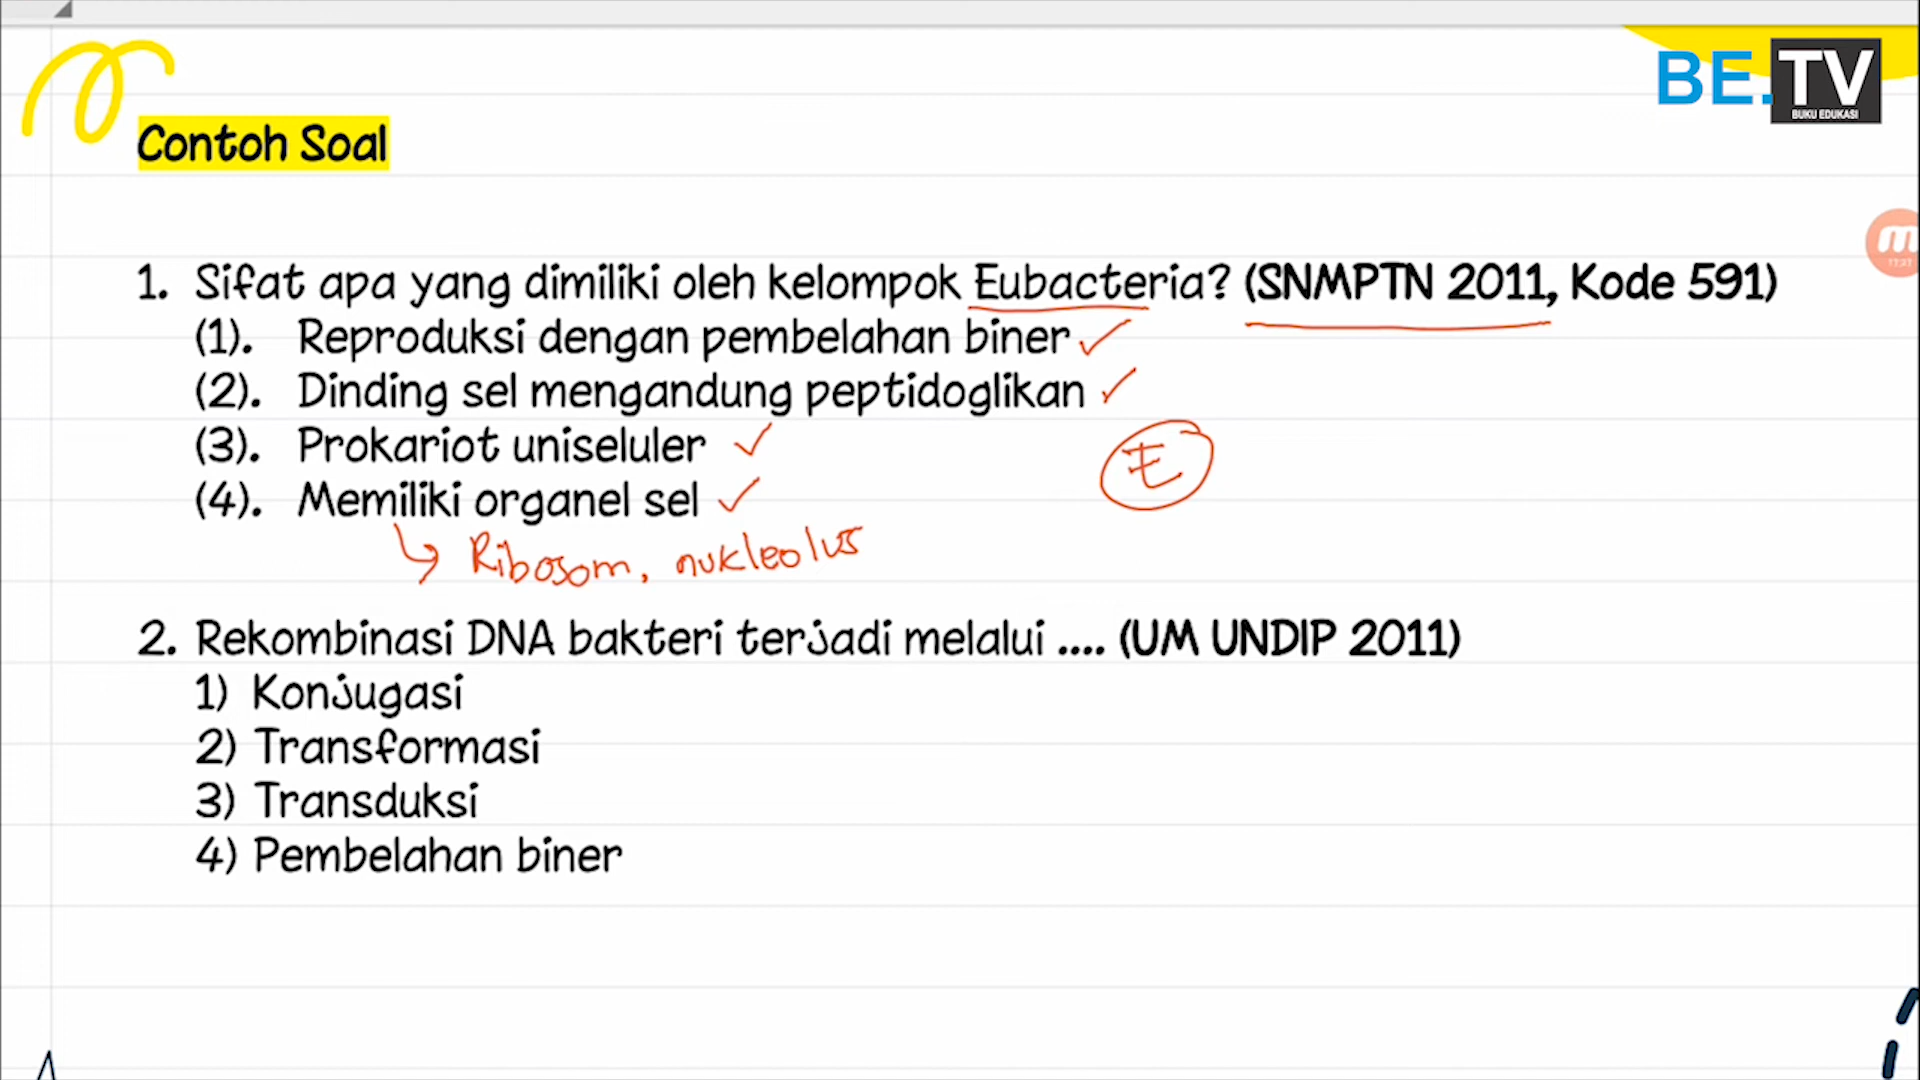 BE.TV
BUKU EDUKASI
Contoh Soal
1. Sifat apa yang dimiliki oleh kelompok Eubacteria? (SNMPTN 2011, Kode 591)
(1). Reproduksi dengan pembelahan biner
(2). Dinding sel mengandung peptidoglikan
(3). Prokariot uniseluler
E
(4). Memiliki organel sel
Ribosom, nukleolus
2. Rekombinasi DNA bakteri terjadi melalui .... (UM UNDIP 2011)
1) Konjugasi
2) Transformasi
3) Transduksi
4) Pembelahan biner